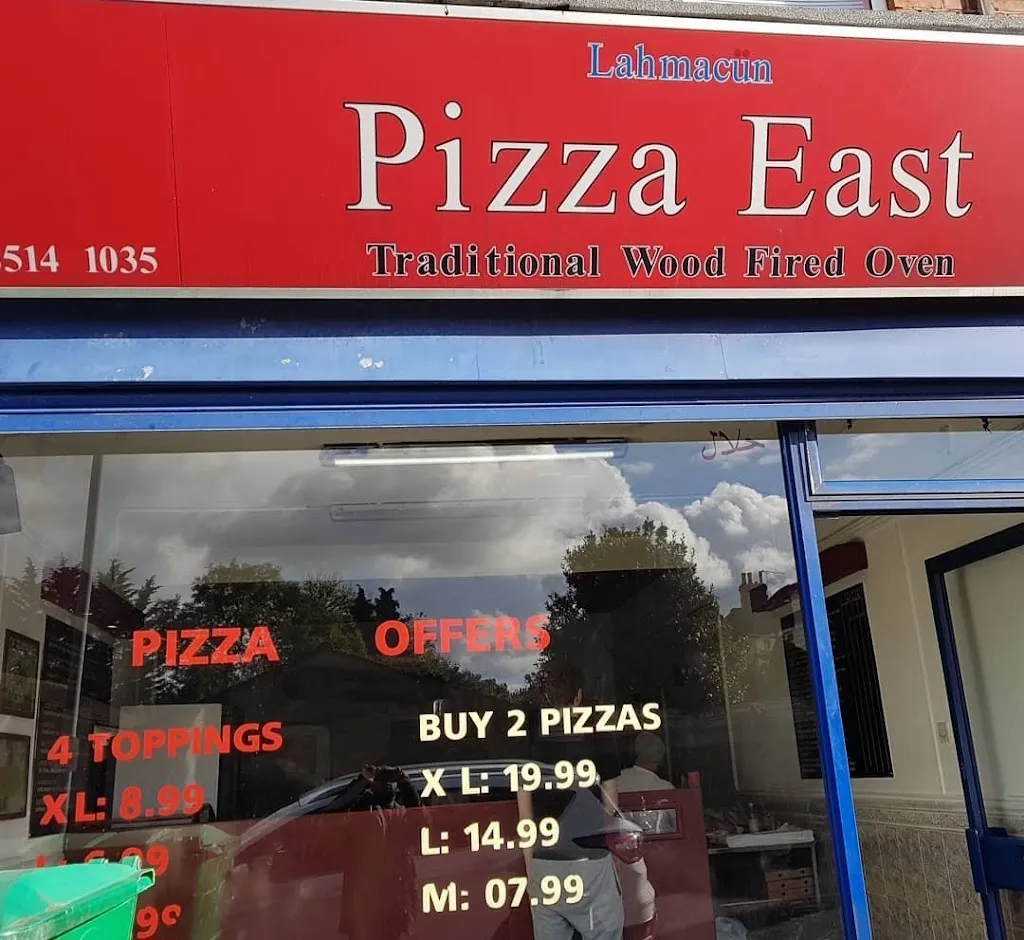 Lahmacün
Pizza East
514 1035
Traditional Wood Fired Oven
حلال
PIZZA OFFERS
4 TOPPINGS
XL: 8.99
BUY 2 PIZZAS
X L: 19.99
L: 14.99
M: 07.99